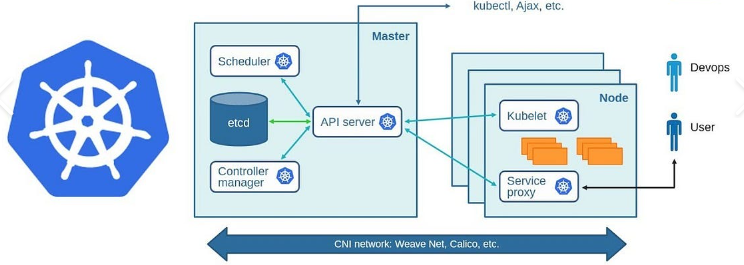 kubectl, Ajax, etc.
Master
Scheduler
etcd
API server
Controller
manager
Node
Kubelet
Service
proxy
Devops
User
CNI network: Weave Net, Calico, etc.